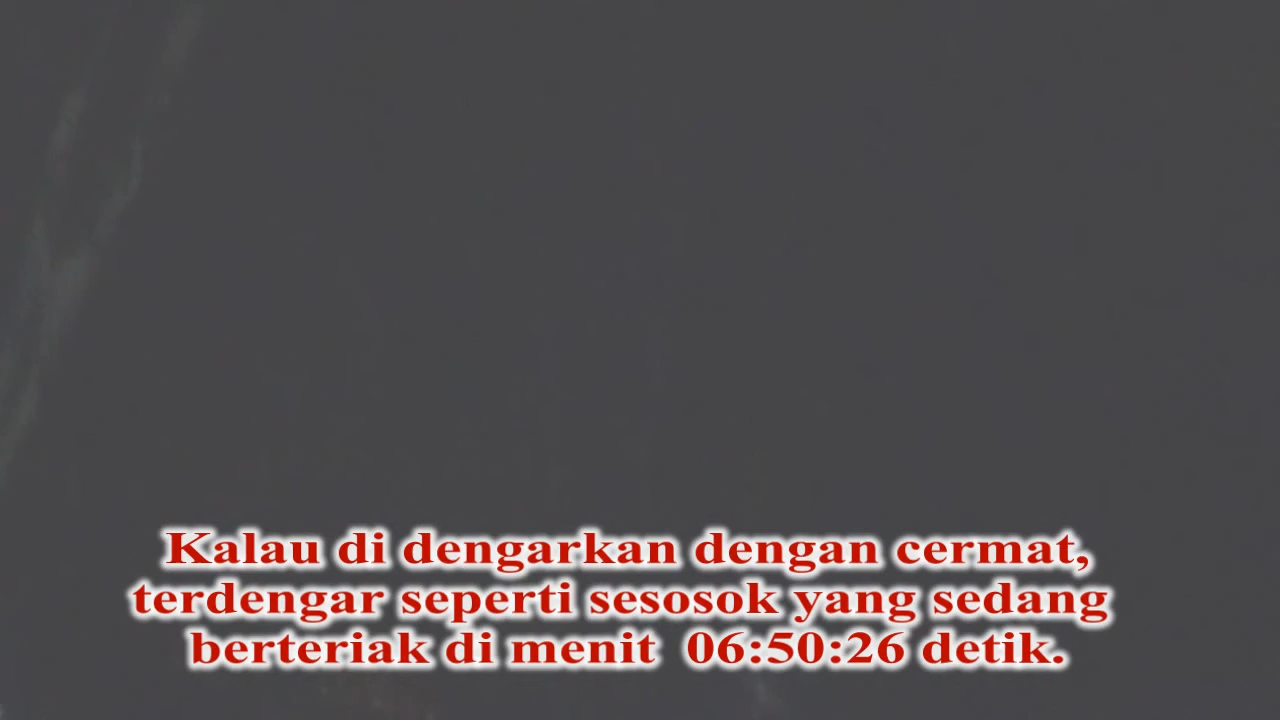 Kalau di dengarkan dengan cermat,
terdengar seperti sesosok yang sedang
berteriak di menit  06:50:26 detik.